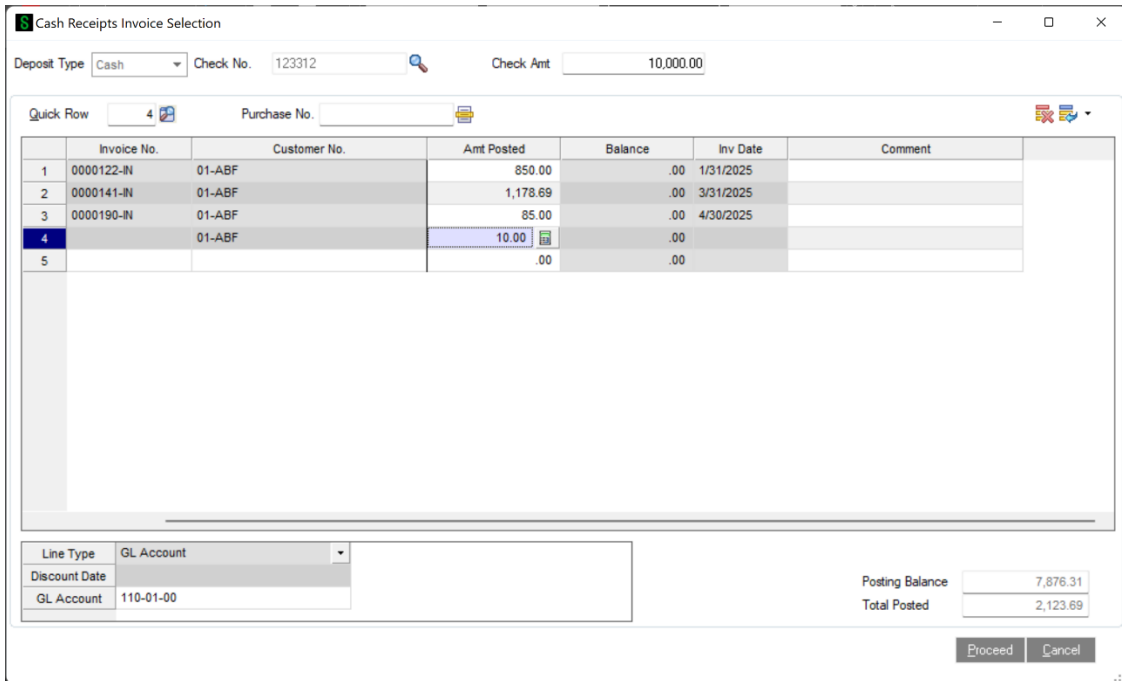 S Cash Receipts Invoice Selection
Deposit Type Cash Check No. 123312 Check Amt 10,000.00
Quick Row 4 Purchase No.
Invoice No. Customer No. Amt Posted Balance Inv Date Comment
1 0000122-IN 01-ABF 850.00 .00 1/31/2025
2 0000141-IN 01-ABF 1,178.69 .00 3/31/2025
3 0000190-IN 01-ABF 85.00 .00 4/30/2025
4 01-ABF 10.00 .00
5 .00 .00
Line Type GL Account
Discount Date
GL Account 110-01-00
Posting Balance 7,876.31
Total Posted 2,123.69
Proceed Cancel